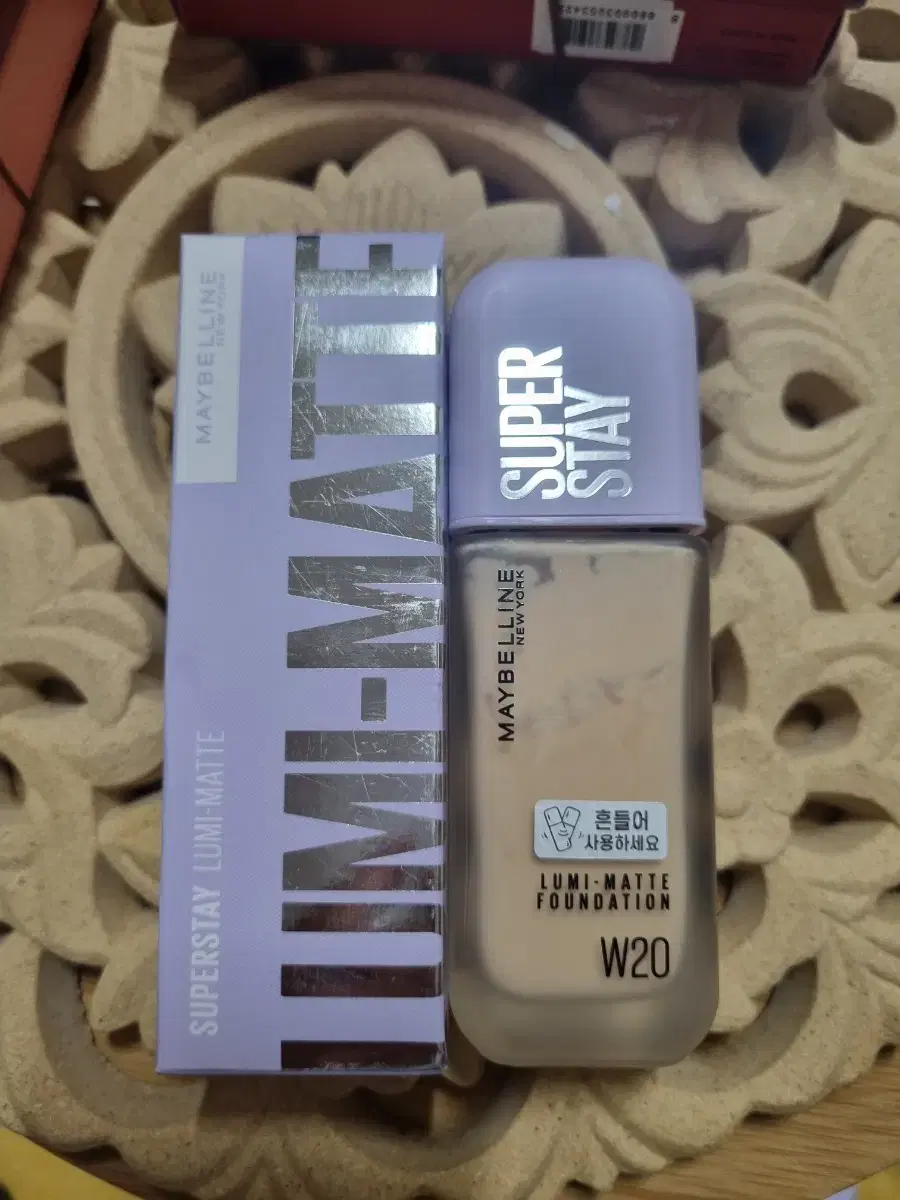 MAYBELLINE
NEW YORK
LUMI-MATTE
SUPERSTAY LUMI-MATTE
SUPER
STAY
MAYBELLINE
NEW YORK
흔들어
사용하세요
LUMI-MATTE
FOUNDATION
W20